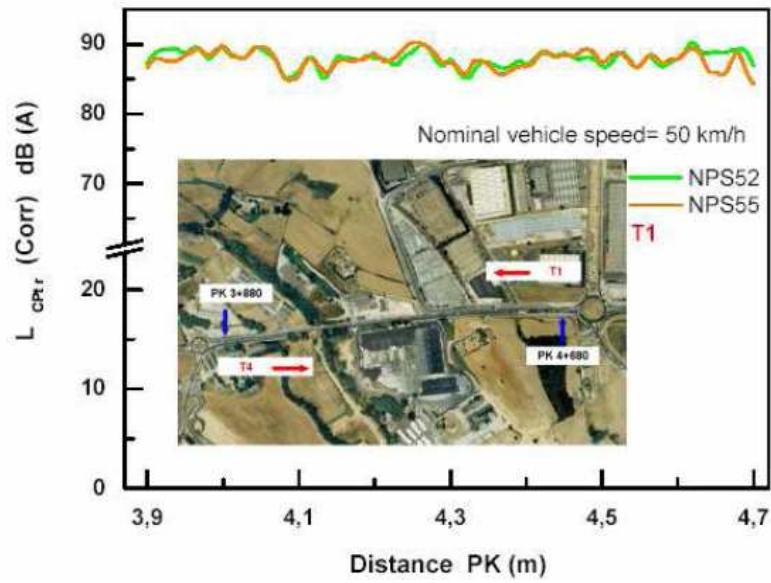 90
80
70
20
10
0
L CPtr (Corr) dB (A)
Nominal vehicle speed= 50 km/h
NPS52
NPS55
T1
T1
PK 3+880
T4
PK 4+680
3,9
4,1
4,3
4,5
4,7
Distance PK (m)